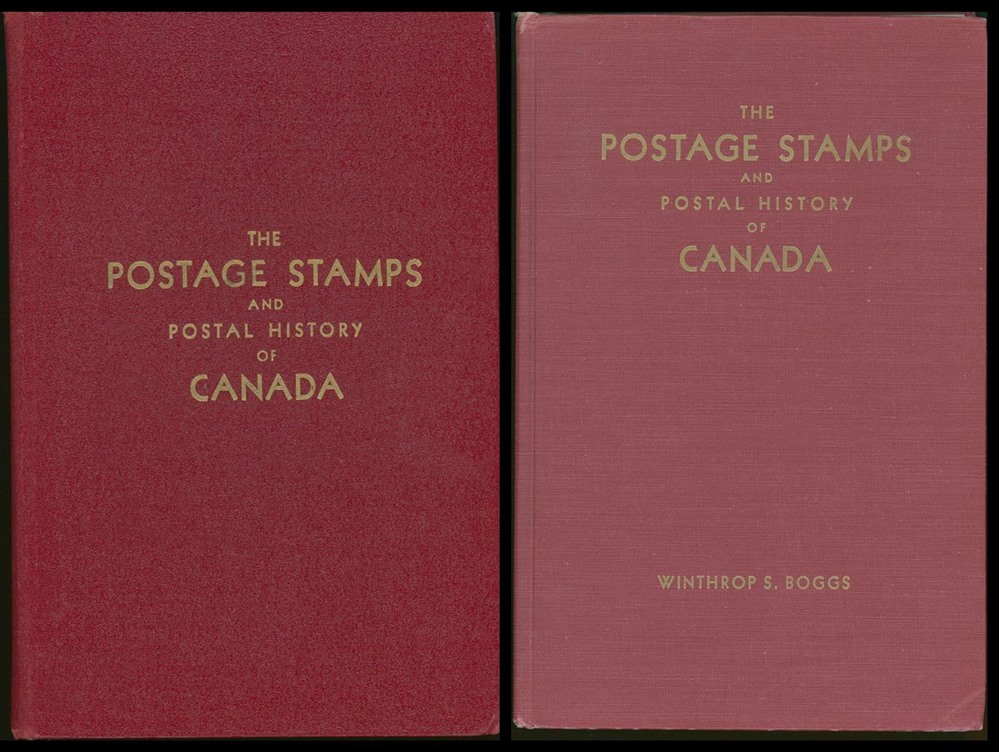 THE
POSTAGE STAMPS
AND
POSTAL HISTORY
OF
CANADA
THE
POSTAGE STAMPS
AND
POSTAL HISTORY
OF
CANADA
WINTHROP S. BOGGS